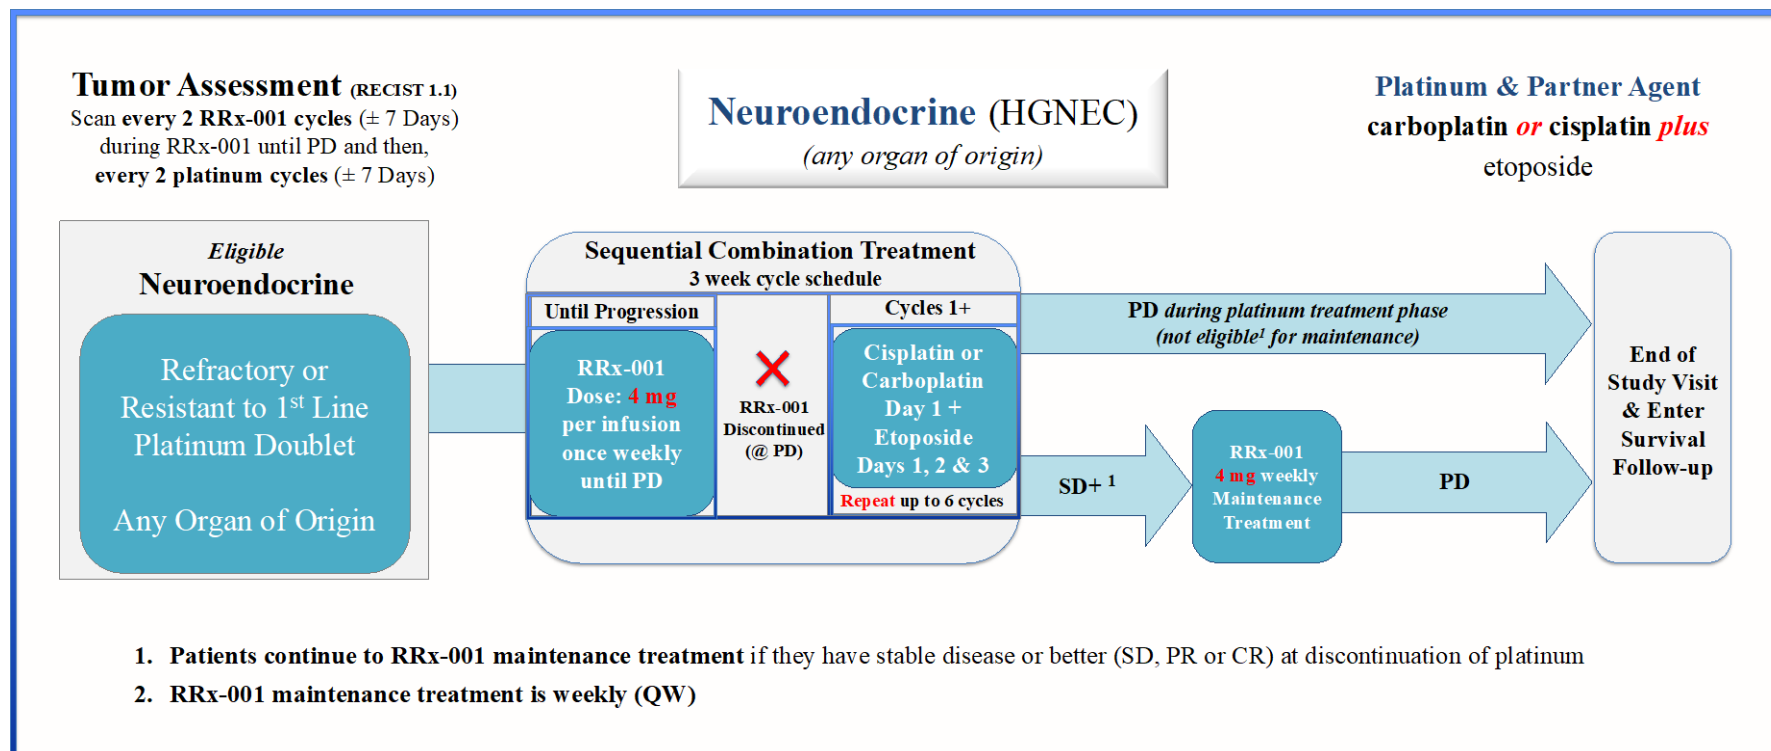 Tumor Assessment (RECIST 1.1)
Scan every 2 RRx-001 cycles (± 7 Days)
during RRx-001 until PD and then,
every 2 platinum cycles (± 7 Days)
Neuroendocrine (HGNEC)
(any organ of origin)
Platinum & Partner Agent
carboplatin or cisplatin plus
etoposide
Eligible
Neuroendocrine
Refractory or
Resistant to 1st Line
Platinum Doublet
Any Organ of Origin
Sequential Combination Treatment
3 week cycle schedule
Until Progression
RRx-001
Dose: 4 mg
per infusion
once weekly
until PD
RRx-001
Discontinued
(@ PD)
Cycles 1+
Cisplatin or
Carboplatin
Day 1 +
Etoposide
Days 1, 2 & 3
Repeat up to 6 cycles
PD during platinum treatment phase
(not eligible1 for maintenance)
SD+ 1
RRx-001
4 mg weekly
Maintenance
Treatment
PD
End of
Study Visit
& Enter
Survival
Follow-up
1. Patients continue to RRx-001 maintenance treatment if they have stable disease or better (SD, PR or CR) at discontinuation of platinum
2. RRx-001 maintenance treatment is weekly (QW)